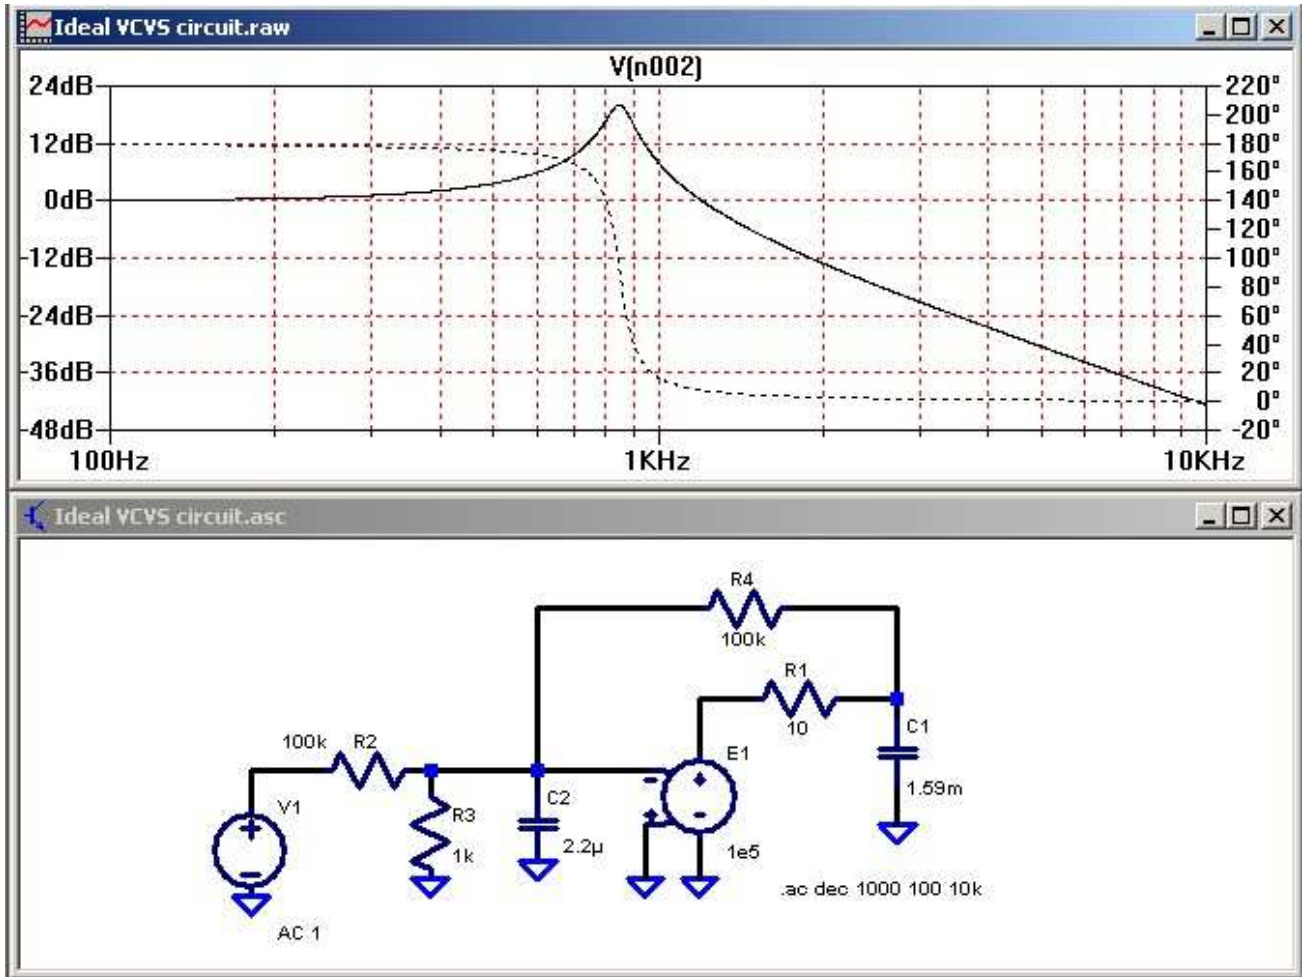 Ideal VCVS circuit.raw
V(n002)
24dB
220°
200°
12dB
180°
160°
0dB
140°
120°
-12dB
100°
80°
-24dB
60°
40°
-36dB
20°
0°
-48dB
-20°
100Hz 1KHz 10KHz
Ideal VCVS circuit.asc
R4
100k
R1
10
C1
1.59m
100k R2
E1
V1
R3
1k
C2
2.2µ
1e5
.ac dec 1000 100 10k
AC 1